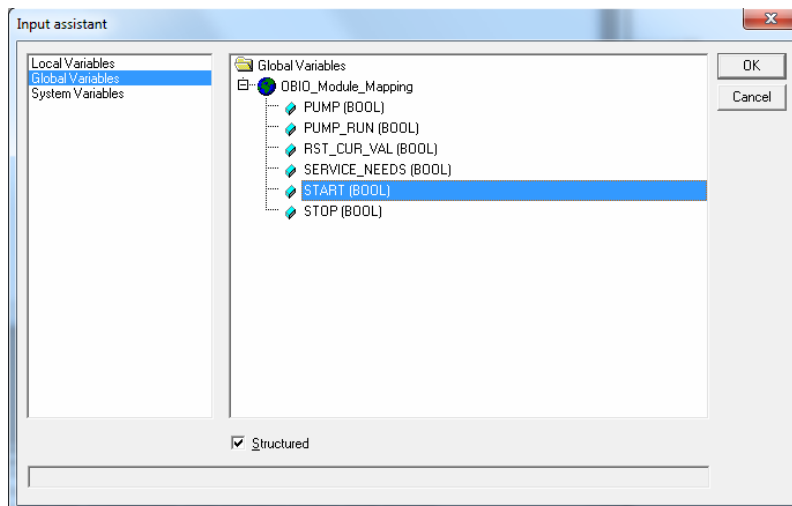 Input assistant
Local Variables
Global Variables
System Variables
Global Variables
OBIO_Module_Mapping
PUMP (BOOL)
PUMP_RUN (BOOL)
RST_CUR_VAL (BOOL)
SERVICE_NEEDS (BOOL)
START (BOOL)
STOP (BOOL)
OK
Cancel
Structured